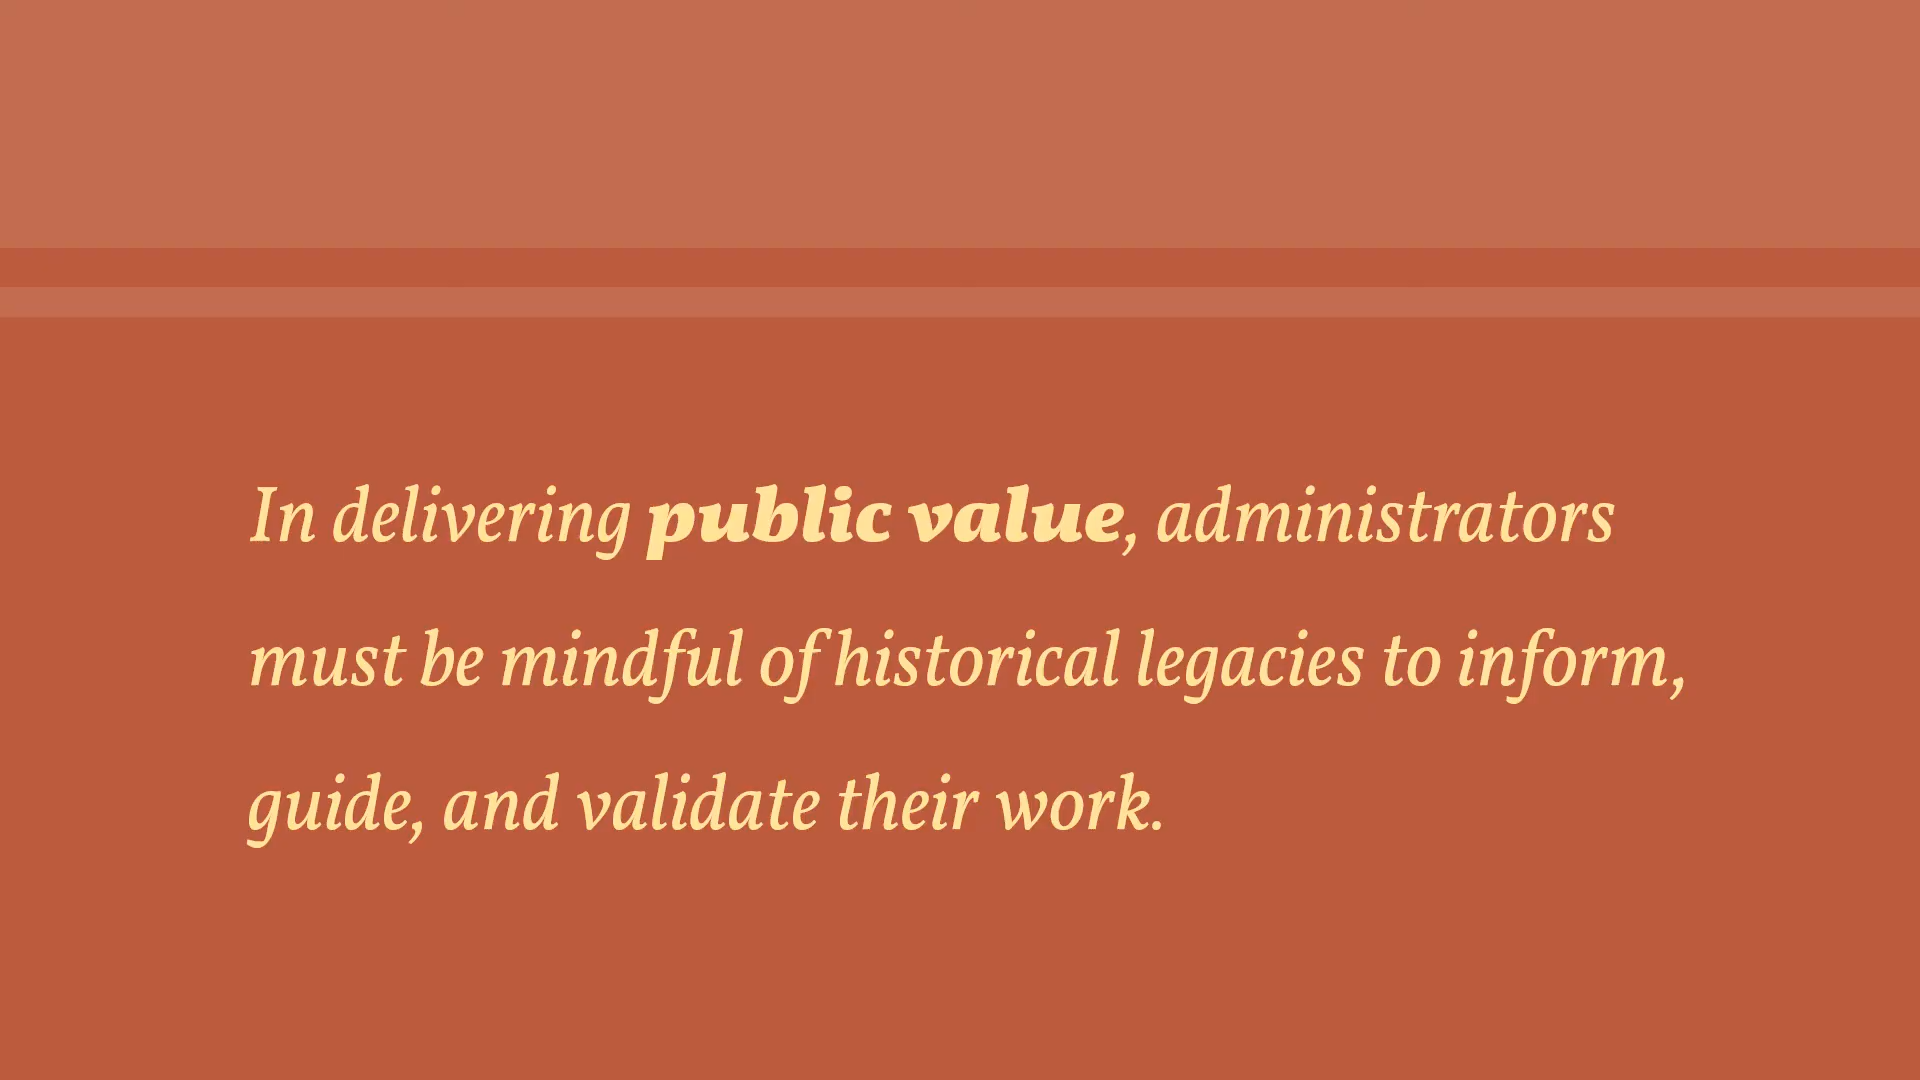 In delivering public value, administrators
must be mindful of historical legacies to inform,
guide, and validate their work.